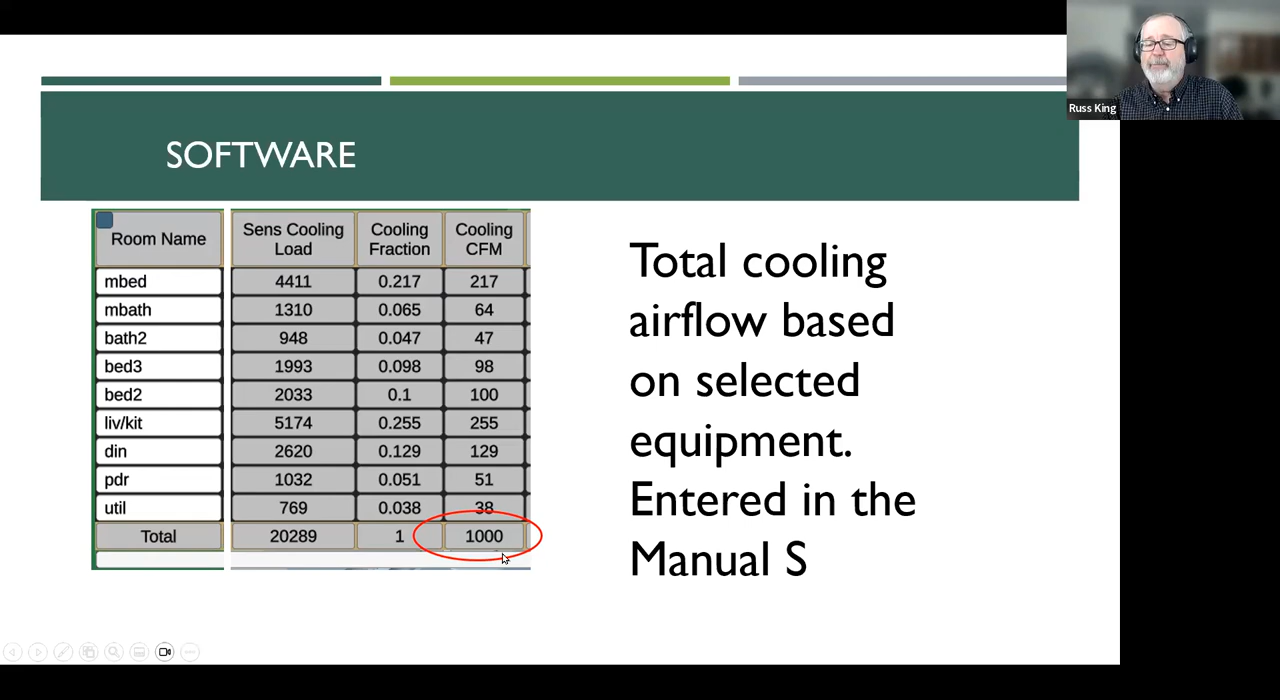 Russ King
SOFTWARE
Room Name Sens Cooling Load Cooling Fraction Cooling CFM
mbed 4411 0.217 217
mbath 1310 0.065 64
bath2 948 0.047 47
bed3 1993 0.098 98
bed2 2033 0.1 100
liv/kit 5174 0.255 255
din 2620 0.129 129
pdr 1032 0.051 51
util 769 0.038 38
Total 20289 1 1000
Total cooling
airflow based
on selected
equipment.
Entered in the
Manual S